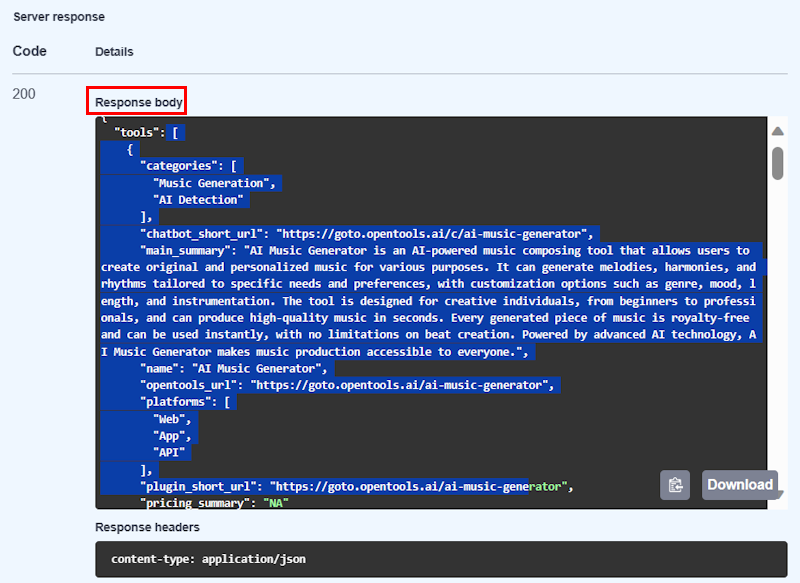 Server response
Code Details
200
Response body
{
"tools": [
{
"categories": [
"Music Generation",
"AI Detection"
],
"chatbot_short_url": "https://goto.opentools.ai/c/ai-music-generator",
"main_summary": "AI Music Generator is an AI-powered music composing tool that allows users to
create original and personalized music for various purposes. It can generate melodies, harmonies, and
rhythms tailored to specific needs and preferences, with customization options such as genre, mood, l
ength, and instrumentation. The tool is designed for creative individuals, from beginners to professi
onals, and can produce high-quality music in seconds. Every generated piece of music is royalty-free
and can be used instantly, with no limitations on beat creation. Powered by advanced AI technology, A
I Music Generator makes music production accessible to everyone.",
"name": "AI Music Generator",
"opentools_url": "https://goto.opentools.ai/ai-music-generator",
"platforms": [
"Web",
"App",
"API"
],
"plugin_short_url": "https://goto.opentools.ai/ai-music-generator",
"pricing_summary": "NA"
Download
Response headers
content-type: application/json